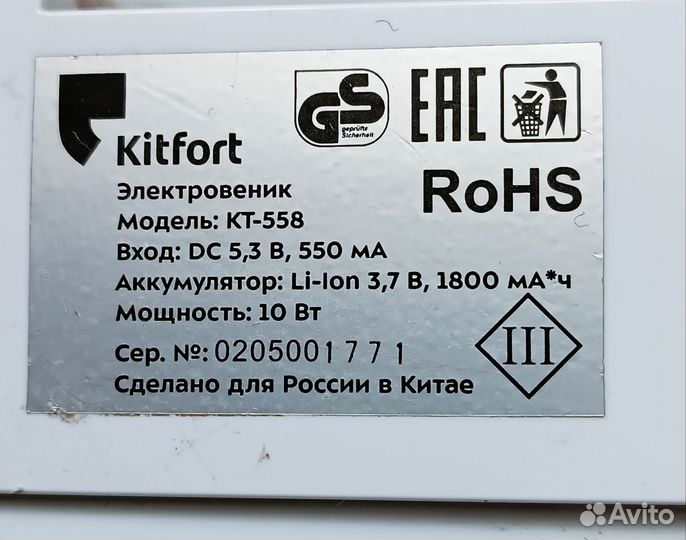 Kitfort
GS
geprüfte
Sicherheit
EAC
RoHS
Электровеник
Модель: КТ-558
Вход: DC 5,3 В, 550 мА
Аккумулятор: Li-Ion 3,7 В, 1800 мА*ч
Мощность: 10 Вт
Сер. №: 0205001771
Сделано для России в Китае
III
Avito